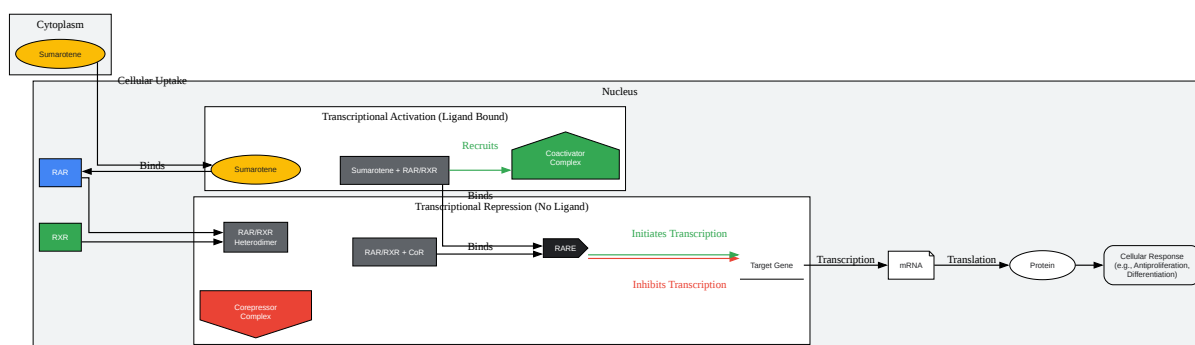 Cytoplasm
Sumarotene
Cellular Uptake
Nucleus
Transcriptional Activation (Ligand Bound)
Recruits
Coactivator
Complex
RAR
Binds
Sumarotene
Sumarotene + RAR/RXR
Binds
Transcriptional Repression (No Ligand)
RXR
RAR/RXR
Heterodimer
RAR/RXR + CoR
Binds
RARE
Initiates Transcription
Inhibits Transcription
Target Gene
Transcription
mRNA
Translation
Protein
Cellular Response
(e.g., Antiproliferation,
Differentiation)
Corepressor
Complex